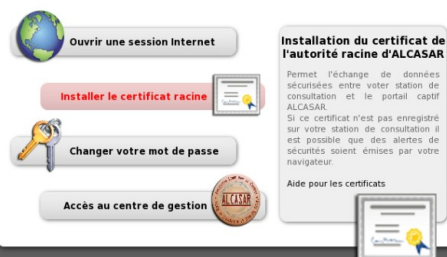 Ouvrir une session Internet
Installer le certificat racine
Changer votre mot de passe
Accès au centre de gestion
ALCASAR
Installation du certificat de
l'autorité racine d'ALCASAR
Permet l'échange de données
sécurisées entre voter station de
consultation et le portail captif
ALCASAR.
Si ce certificat n'est pas enregistré
sur votre station de consultation il
est possible que des alertes de
sécurités soient émises par votre
navigateur.
Aide pour les certificats